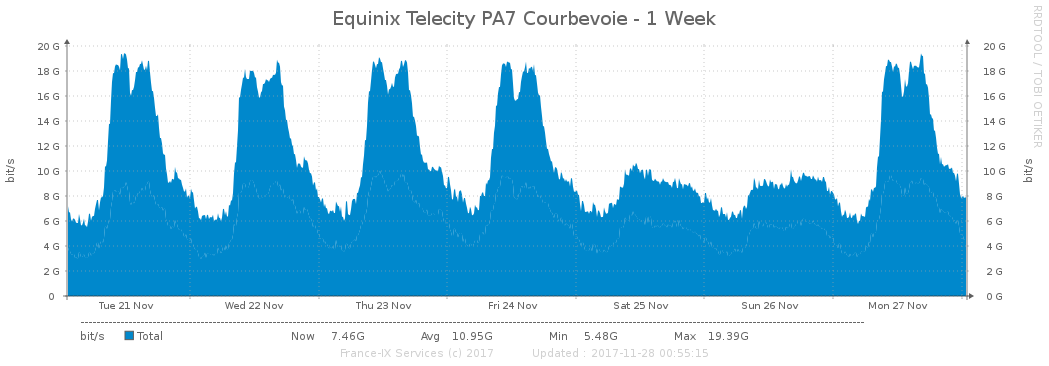 Equinix Telecity PA7 Courbevoie - 1 Week
RRDTOOL / TOBI OETIKER
bit/s
20 G
18 G
16 G
14 G
12 G
10 G
8 G
6 G
4 G
2 G
0
20 G
18 G
16 G
14 G
12 G
10 G
8 G
6 G
4 G
2 G
0 G
bit/s
Tue 21 Nov Wed 22 Nov Thu 23 Nov Fri 24 Nov Sat 25 Nov Sun 26 Nov Mon 27 Nov
bit/s Total Now 7.46G Avg 10.95G Min 5.48G Max 19.39G
France-IX Services (c) 2017 Updated : 2017-11-28 00:55:15